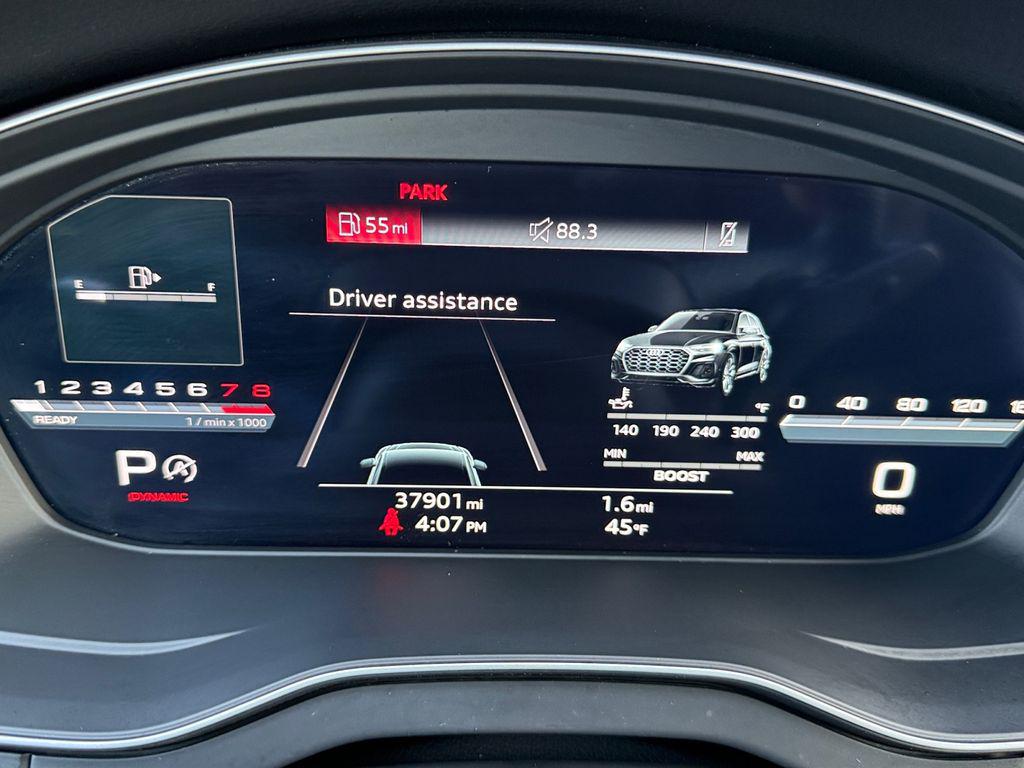 PARK
55 mi
88.3
E F
Driver assistance
1 2 3 4 5 6 7 8
READY 1 / min x 1000
P A
DYNAMIC
°F
140 190 240 300
MIN MAX
BOOST
0 40 80 120
0
MPH
37901 mi
1.6 mi
4:07 PM
45°F